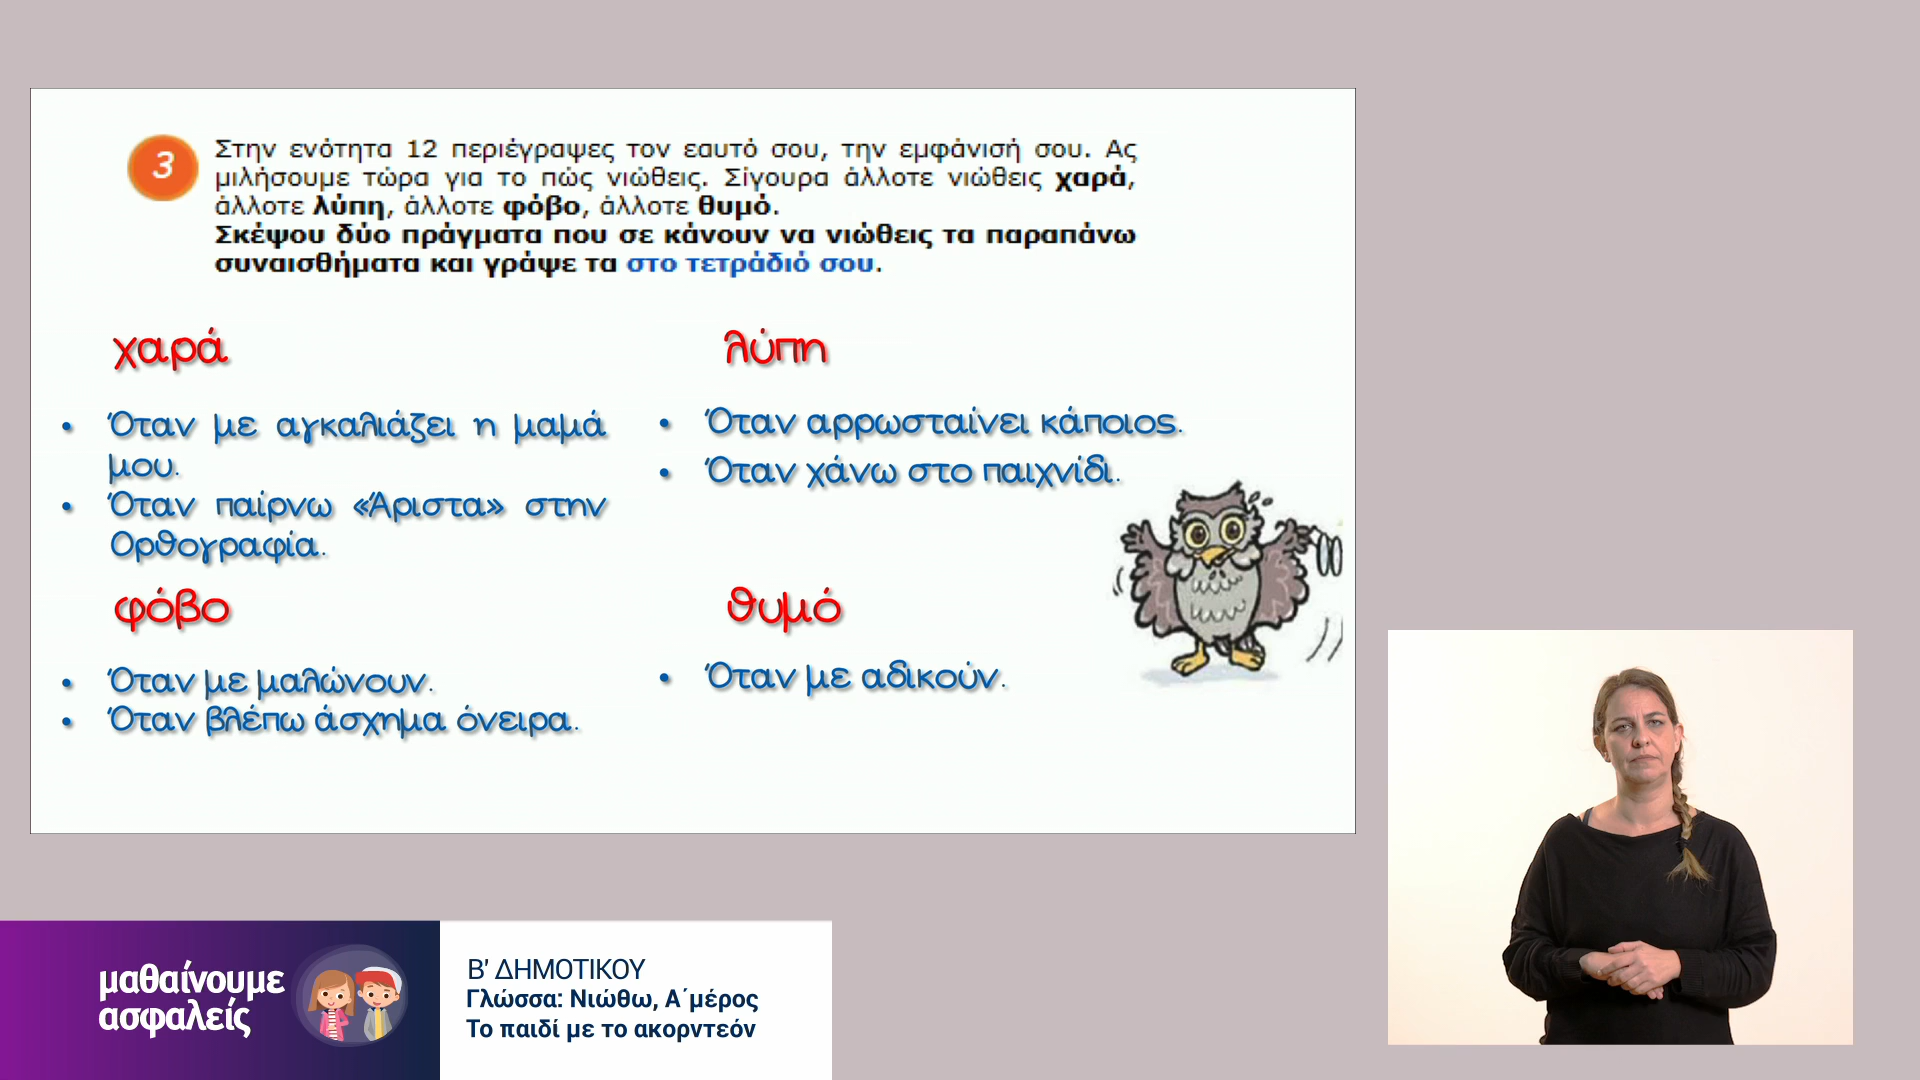 3
Στην ενότητα 12 περιέγραψες τον εαυτό σου, την εμφάνισή σου. Ας
μιλήσουμε τώρα για το πώς νιώθεις. Σίγουρα άλλοτε νιώθεις χαρά,
άλλοτε λύπη, άλλοτε φόβο, άλλοτε θυμό.
Σκέψου δύο πράγματα που σε κάνουν να νιώθεις τα παραπάνω
συναισθήματα και γράψε τα στο τετράδιό σου.
χαρά
• Όταν με αγκαλιάζει η μαμά
μου.
• Όταν παίρνω «Άριστα» στην
Ορθογραφία.
λύπη
• Όταν αρρωσταίνει κάποιος.
• Όταν χάνω στο παιχνίδι.
φόβο
• Όταν με μαλώνουν.
• Όταν βλέπω άσχημα όνειρα.
θυμό
• Όταν με αδικούν.
μαθαίνουμε
ασφαλείς
Β' ΔΗΜΟΤΙΚΟΥ
Γλώσσα: Νιώθω, Α΄μέρος
Το παιδί με το ακορντεόν